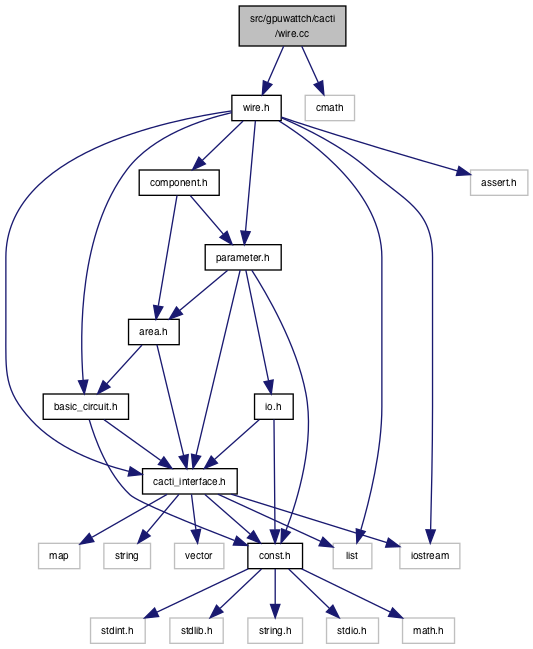 src/gpuwattch/cacti
/wire.cc
wire.h
cmath
component.h
assert.h
parameter.h
area.h
basic_circuit.h
io.h
cacti_interface.h
map
string
vector
const.h
list
iostream
stdint.h
stdlib.h
string.h
stdio.h
math.h